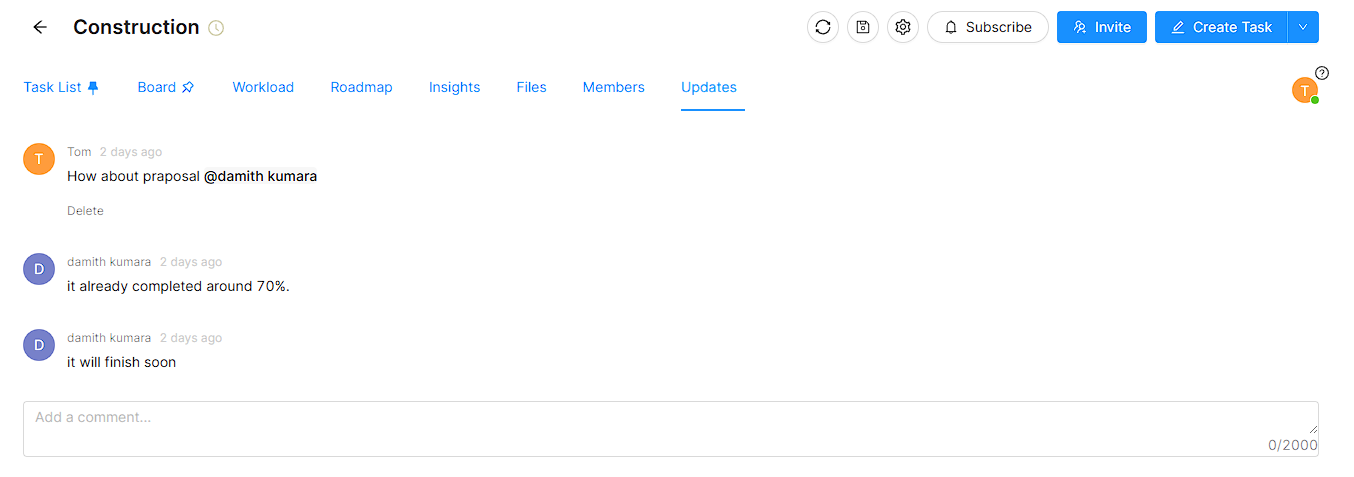 Construction
Subscribe
Invite
Create Task
Task List
Board
Workload
Roadmap
Insights
Files
Members
Updates
T
T
Tom 2 days ago
How about praposal @damith kumara
Delete
D
damith kumara 2 days ago
it already completed around 70%.
D
damith kumara 2 days ago
it will finish soon
Add a comment...
0/2000